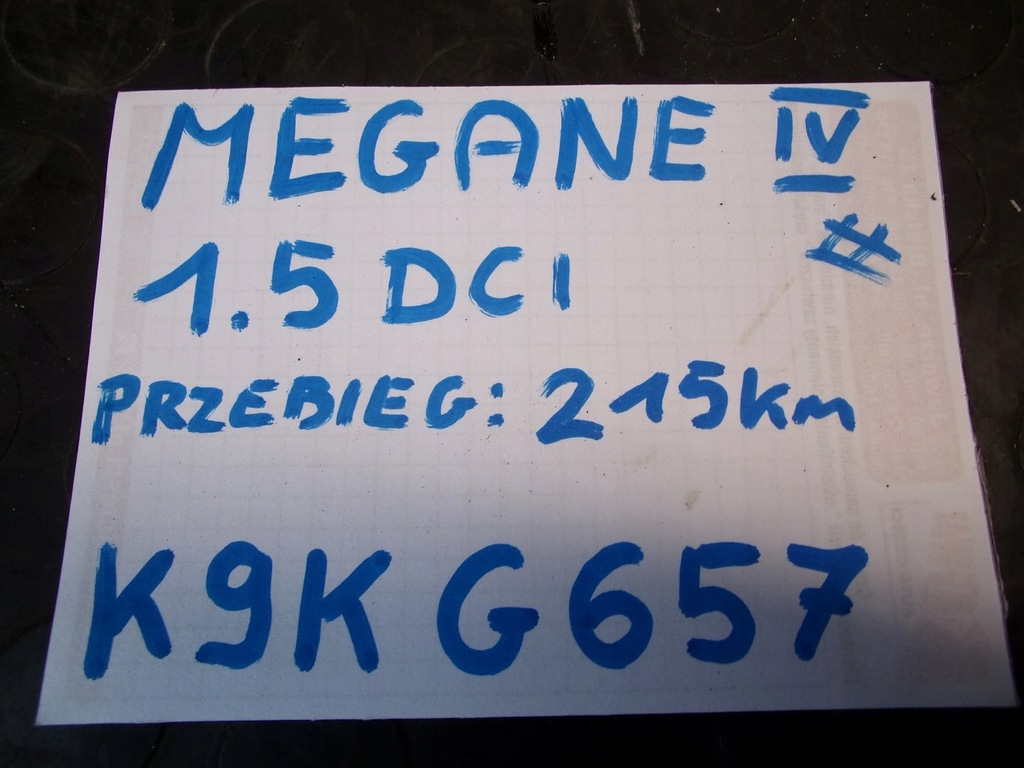 MEGANE IV
#
1.5 DCI
PRZEBIEG: 215km
K9K G657